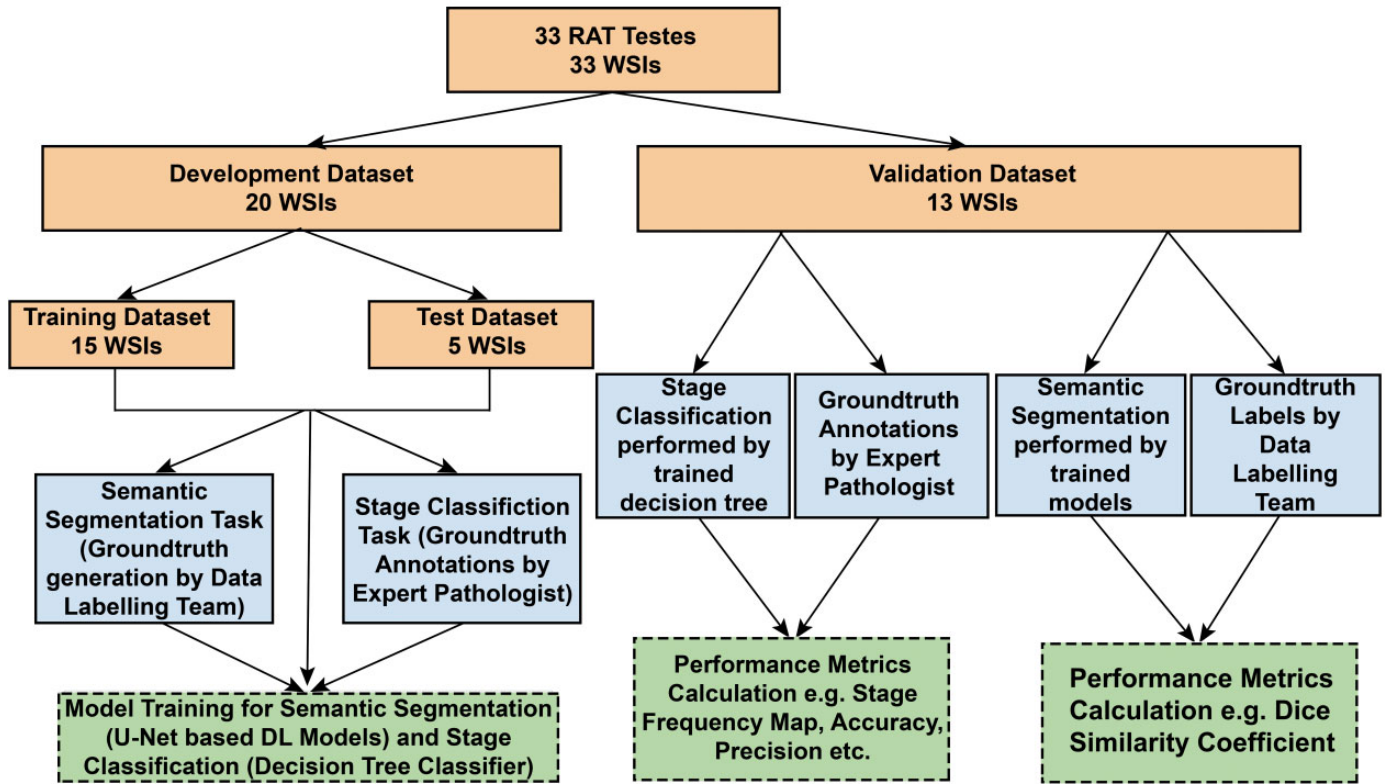 33 RAT Testes
33 WSIs
Development Dataset
20 WSIs
Validation Dataset
13 WSIs
Training Dataset
15 WSIs
Test Dataset
5 WSIs
Stage
Classification
performed by
trained
decision tree
Groundtruth
Annotations
by Expert
Pathologist
Semantic
Segmentation
performed by
trained
models
Groundtruth
Labels by
Data
Labelling
Team
Semantic
Segmentation Task
(Groundtruth
generation by Data
Labelling Team)
Stage Classifiction
Task (Groundtruth
Annotations by
Expert Pathologist)
Model Training for Semantic Segmentation
(U-Net based DL Models) and Stage
Classification (Decision Tree Classifier)
Performance Metrics
Calculation e.g. Stage
Frequency Map, Accuracy,
Precision etc.
Performance Metrics
Calculation e.g. Dice
Similarity Coefficient